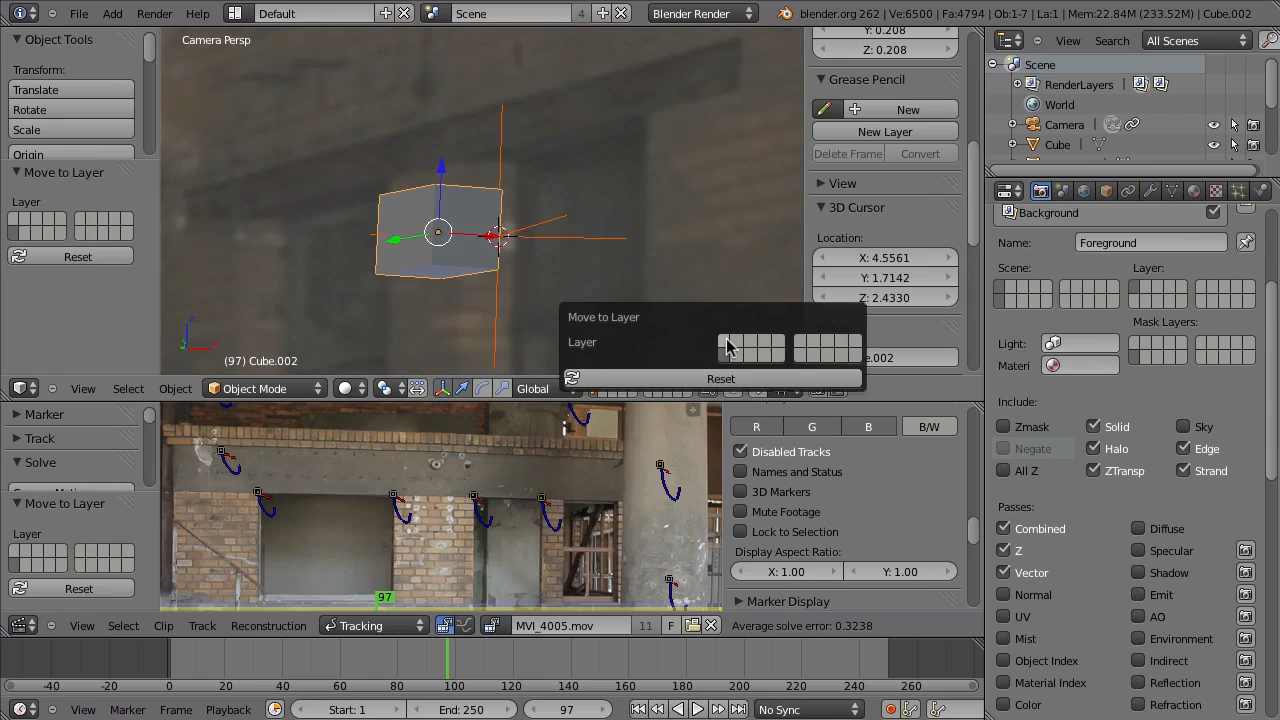 File Add Render Help Default Scene 4 Blender Render blender.org 262 | Ve:6500 | Fa:4794 | Ob:1-7 | La:1 | Mem:22.84M (233.52M) | Cube.002
Object Tools
Transform:
Translate
Rotate
Scale
Origin
Move to Layer
Layer
Reset
Camera Persp
(97) Cube.002
Y: 0.208
Z: 0.208
Grease Pencil
New
New Layer
Delete Frame Convert
View
3D Cursor
Location:
X: 4.5561
Y: 1.7142
Z: 2.4330
Move to Layer
Layer
Reset
View Select Object Object Mode Global
Marker
Track
Solve
Move to Layer
Layer
Reset
97
R G B B/W
Disabled Tracks
Names and Status
3D Markers
Mute Footage
Lock to Selection
Display Aspect Ratio:
X: 1.00 Y: 1.00
Marker Display
View Select Clip Track Reconstruction Tracking MVI_4005.mov 11 F Average solve error: 0.3238
-40 -20 0 20 40 60 80 100 120 140 160 180 200 220 240 260
View Marker Frame Playback Start: 1 End: 250 97 No Sync
View Search All Scenes
Scene
RenderLayers
World
Camera
Cube
Background
Name: Foreground
Scene: Layer:
Mask Layers:
Light:
Materi
Include:
Zmask Solid Sky
Negate Halo Edge
All Z ZTransp Strand
Passes:
Combined Diffuse
Z Specular
Vector Shadow
Normal Emit
UV AO
Mist Environment
Object Index Indirect
Material Index Reflection
Color Refraction